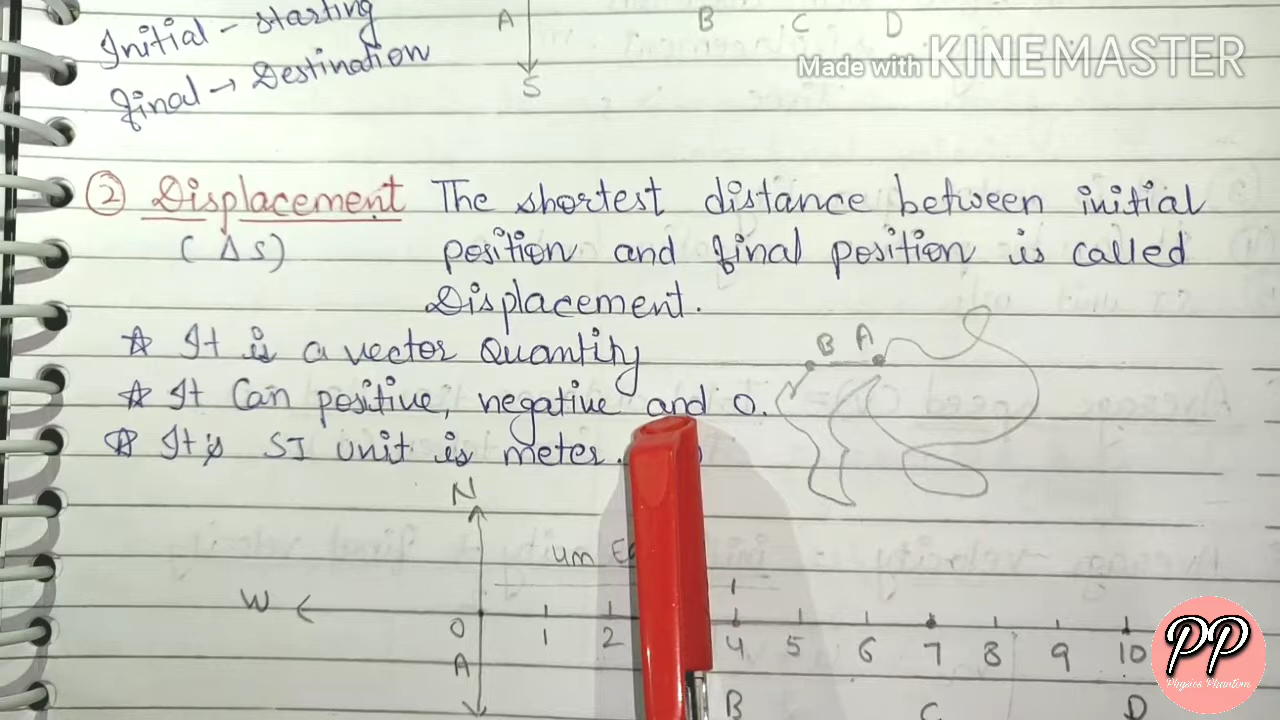 Initial - starting
final → Destination
A B C D
S
Made with KINEMASTER
② Displacement The shortest distance between initial
(ΔS) position and final position is called
Displacement.
☆ It is a vector Quantity
B A
☆ It Can positive, negative and 0.
☆ It's SI unit is meter.
N
4m
W
0 1 2 4 5 6 7 8 9 10
A B C D
PP
Physics Phantom